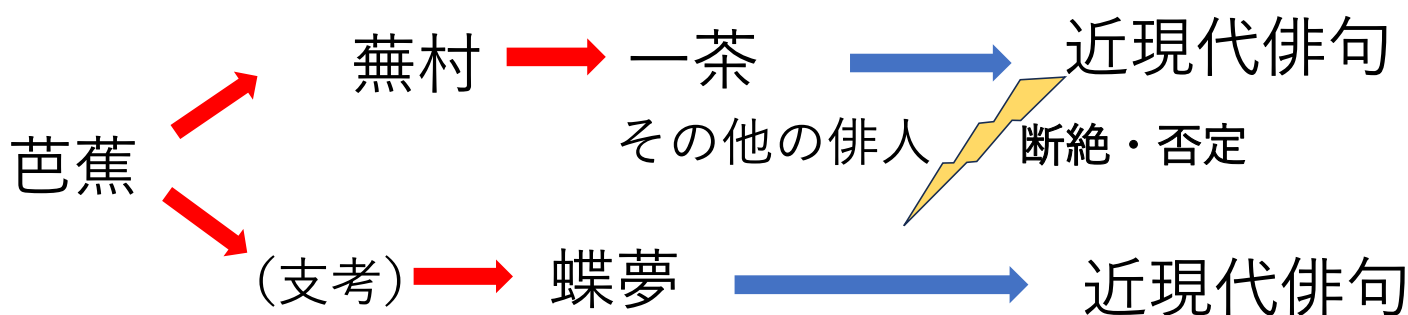 蕪村 一茶 近現代俳句
その他の俳人 断絶・否定
芭蕉
（支考） 蝶夢 近現代俳句